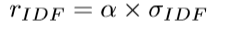 r_{IDF} = α × σ_{IDF}